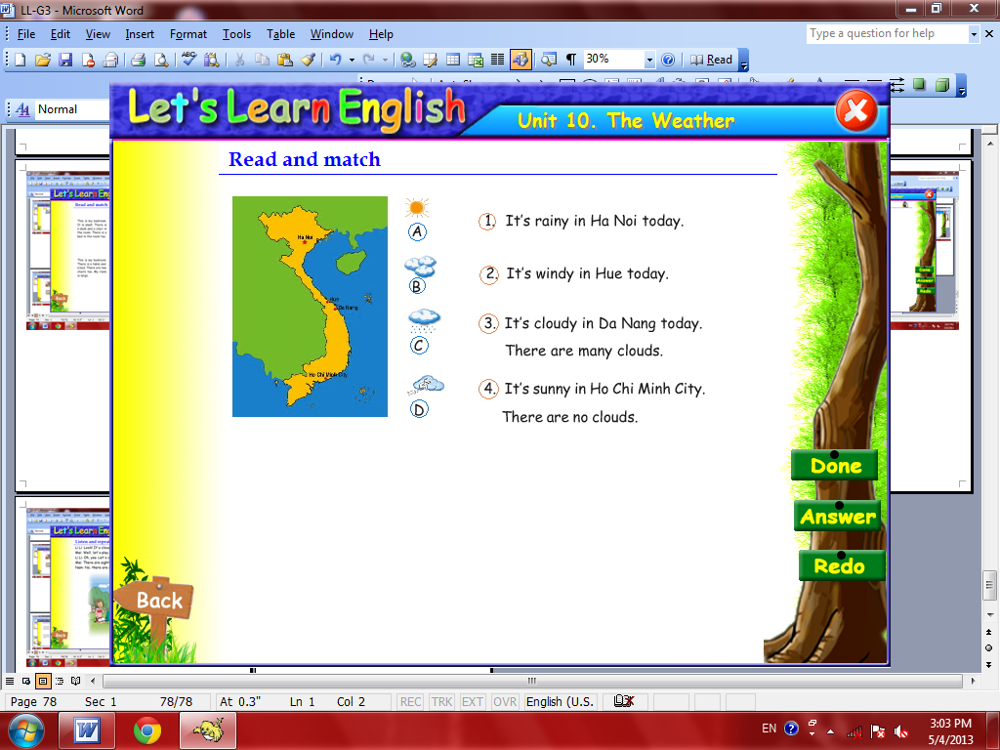 LL-G3 - Microsoft Word
File Edit View Insert Format Tools Table Window Help
Type a question for help
30% Read
Normal
Let's Learn English
Unit 10. The Weather
Read and match
Ha Noi
Hue
Da Nang
Ho Chi Minh City
A
B
C
D
1. It's rainy in Ha Noi today.
2. It's windy in Hue today.
3. It's cloudy in Da Nang today.
There are many clouds.
4. It's sunny in Ho Chi Minh City.
There are no clouds.
Done
Answer
Redo
Back
Page 78 Sec 1 78/78 At 0.3" Ln 1 Col 2 REC TRK EXT OVR English (U.S.
EN
3:03 PM
5/4/2013